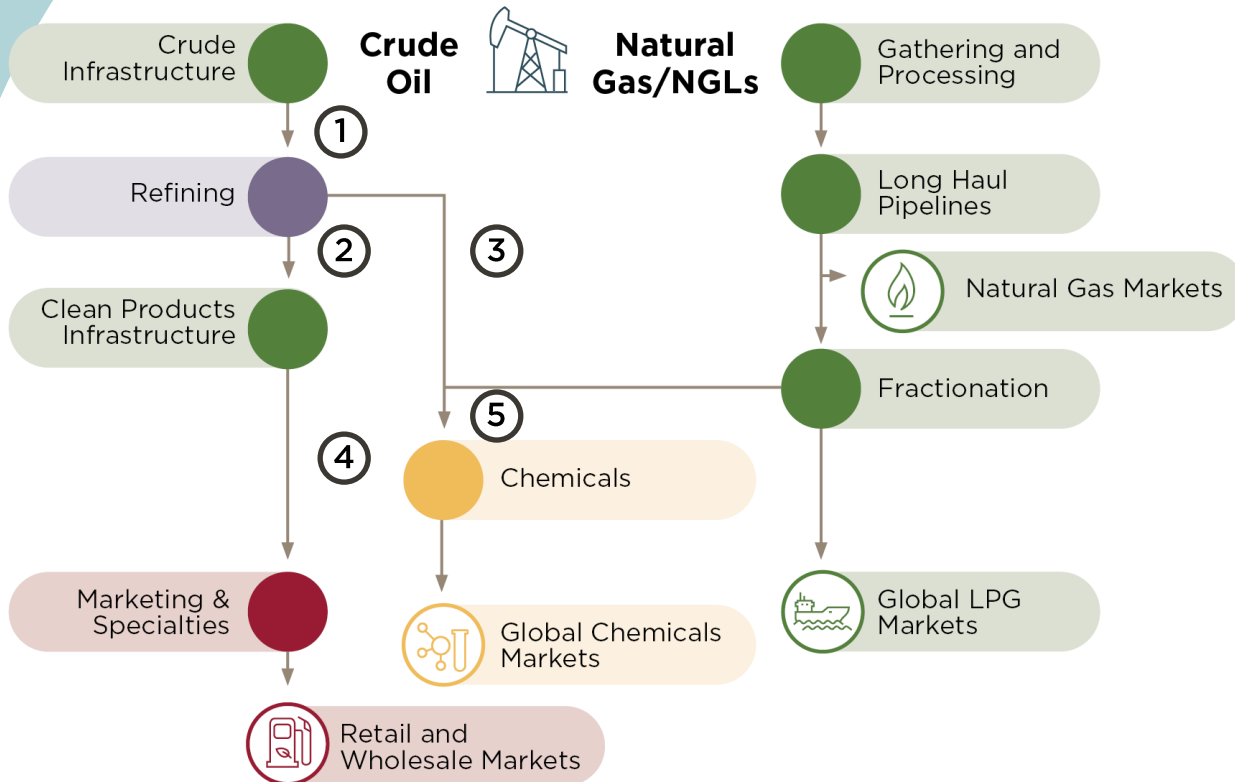 Crude
Infrastructure
Crude
Oil
Natural
Gas/NGLs
Gathering and
Processing
1
Refining
Long Haul
Pipelines
2
3
Natural Gas Markets
Clean Products
Infrastructure
Fractionation
5
4
Chemicals
Marketing &
Specialties
Global Chemicals
Markets
Global LPG
Markets
Retail and
Wholesale Markets